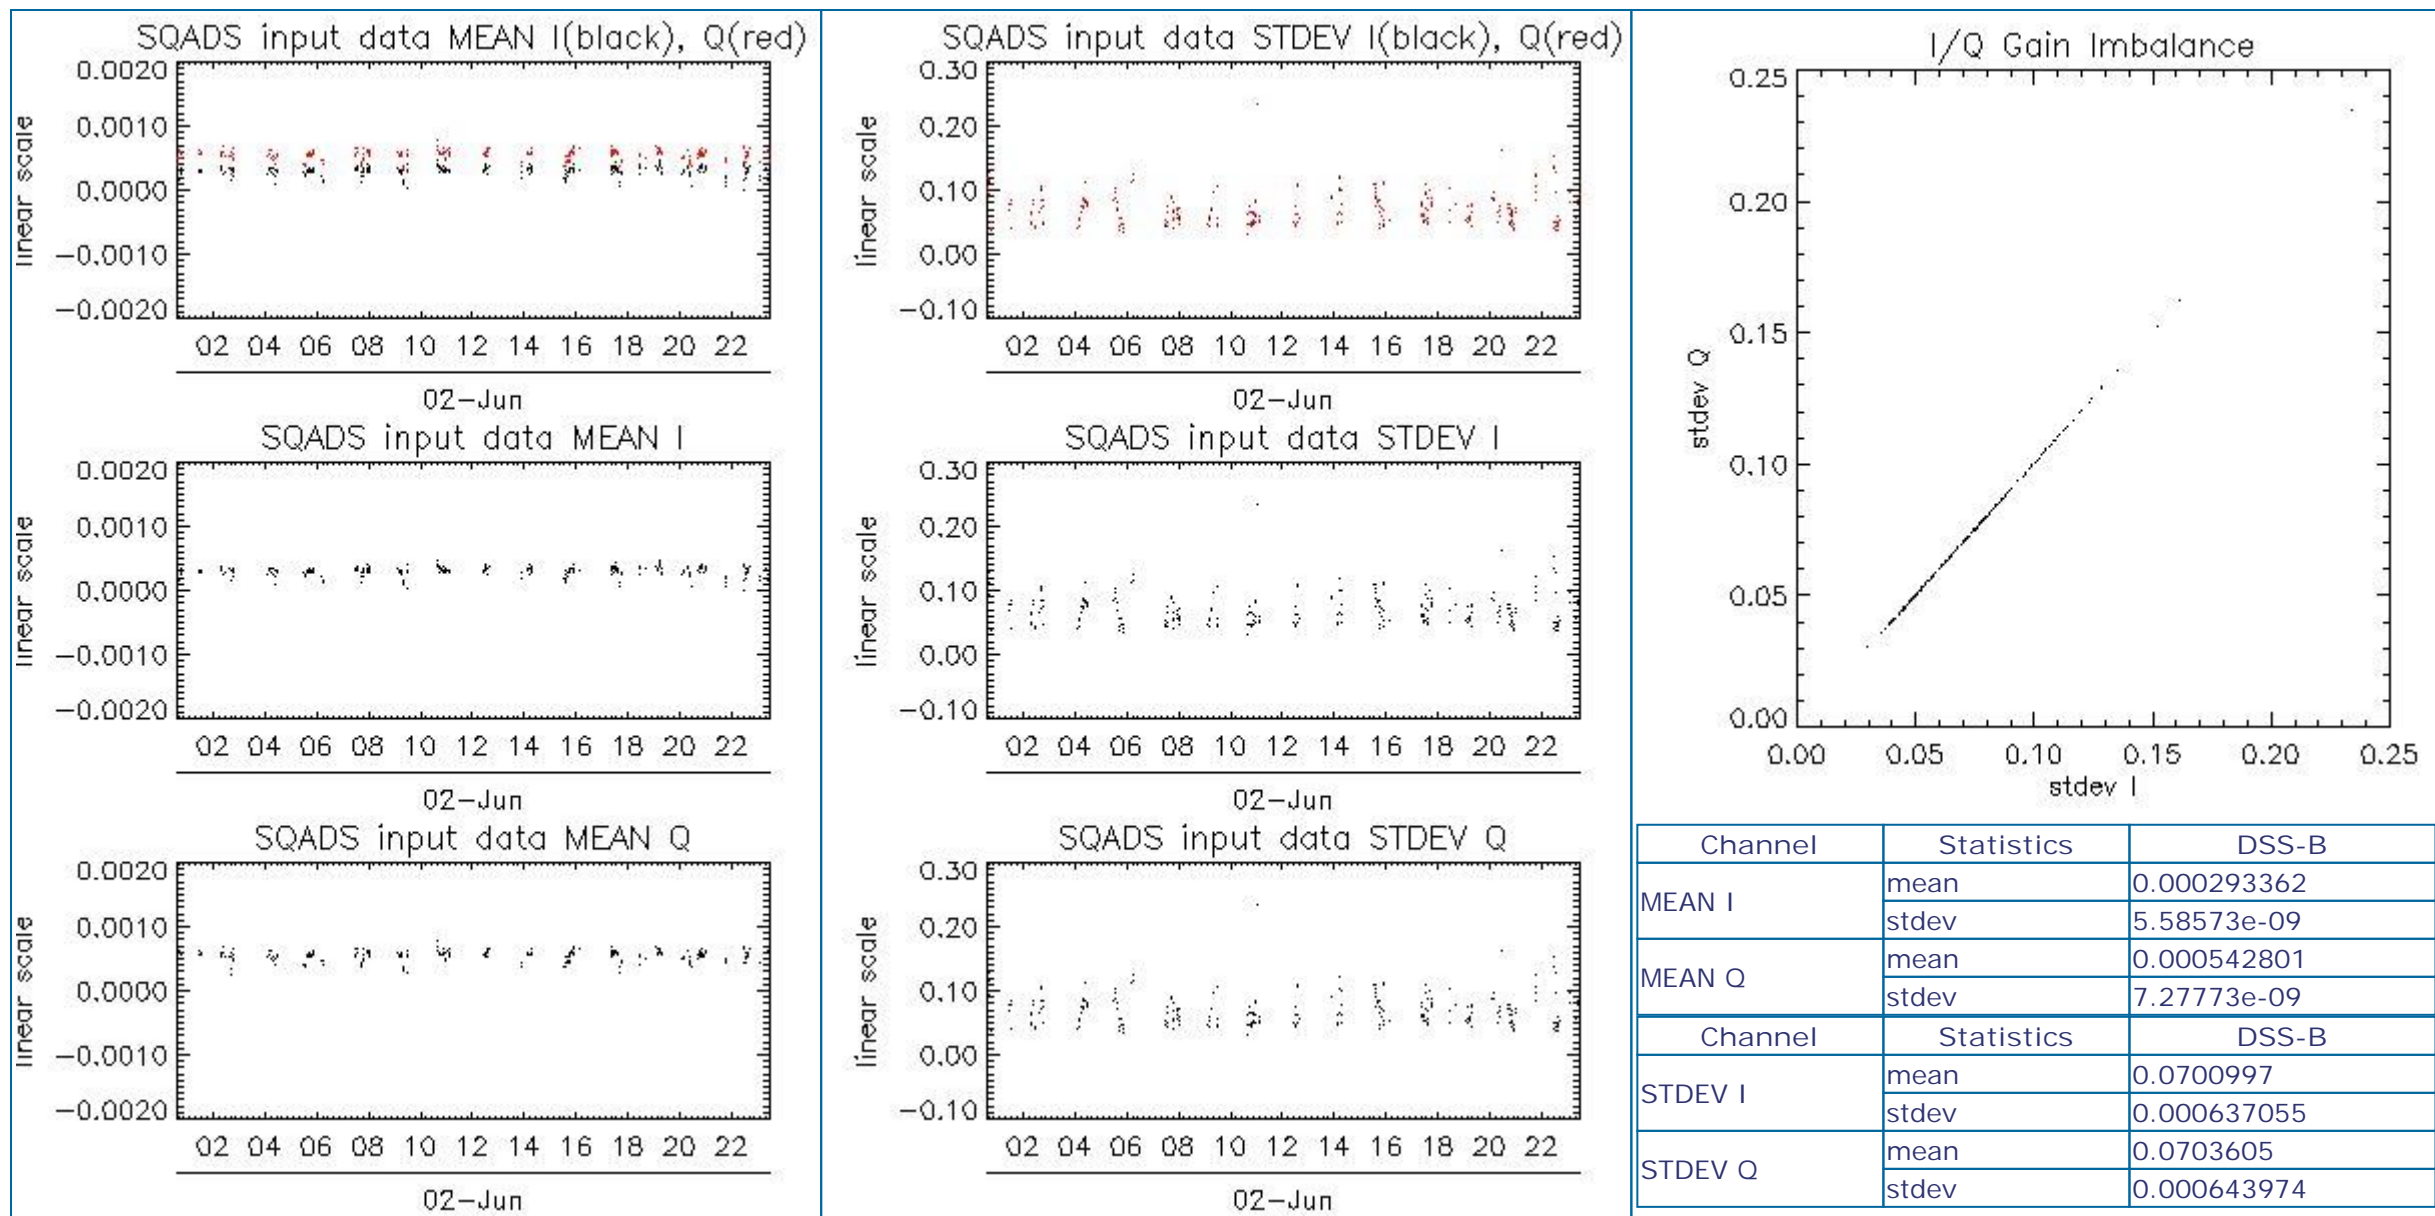 SQADS input data MEAN I(black), Q(red)
linear scale
0.0020
0.0010
0.0000
−0.0010
−0.0020
02 04 06 08 10 12 14 16 18 20 22
02−Jun
SQADS input data MEAN I
linear scale
0.0020
0.0010
0.0000
−0.0010
−0.0020
02 04 06 08 10 12 14 16 18 20 22
02−Jun
SQADS input data MEAN Q
linear scale
0.0020
0.0010
0.0000
−0.0010
−0.0020
02 04 06 08 10 12 14 16 18 20 22
02−Jun
SQADS input data STDEV I(black), Q(red)
linear scale
0.30
0.20
0.10
0.00
−0.10
02 04 06 08 10 12 14 16 18 20 22
02−Jun
SQADS input data STDEV I
linear scale
0.30
0.20
0.10
0.00
−0.10
02 04 06 08 10 12 14 16 18 20 22
02−Jun
SQADS input data STDEV Q
linear scale
0.30
0.20
0.10
0.00
−0.10
02 04 06 08 10 12 14 16 18 20 22
02−Jun
I/Q Gain Imbalance
stdev Q
0.25
0.20
0.15
0.10
0.05
0.00
0.00 0.05 0.10 0.15 0.20 0.25
stdev I
Channel Statistics DSS-B
MEAN I
mean 0.000293362
stdev 5.58573e-09
MEAN Q
mean 0.000542801
stdev 7.27773e-09
Channel Statistics DSS-B
STDEV I
mean 0.0700997
stdev 0.000637055
STDEV Q
mean 0.0703605
stdev 0.000643974